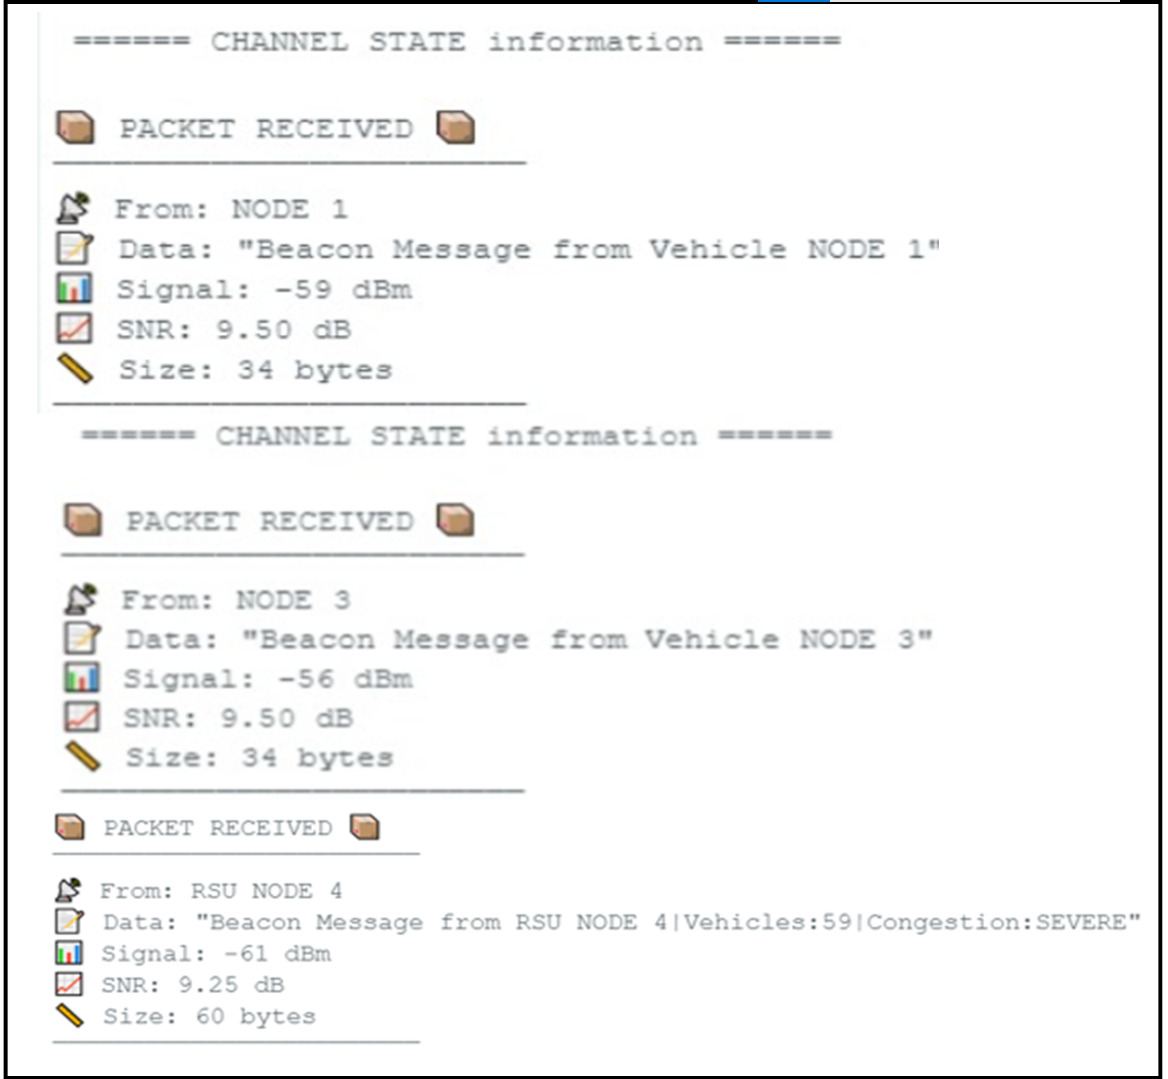 ====== CHANNEL STATE information ======
PACKET RECEIVED
From: NODE 1
Data: "Beacon Message from Vehicle NODE 1"
Signal: -59 dBm
SNR: 9.50 dB
Size: 34 bytes
====== CHANNEL STATE information ======
PACKET RECEIVED
From: NODE 3
Data: "Beacon Message from Vehicle NODE 3"
Signal: -56 dBm
SNR: 9.50 dB
Size: 34 bytes
PACKET RECEIVED
From: RSU NODE 4
Data: "Beacon Message from RSU NODE 4|Vehicles:59|Congestion:SEVERE"
Signal: -61 dBm
SNR: 9.25 dB
Size: 60 bytes